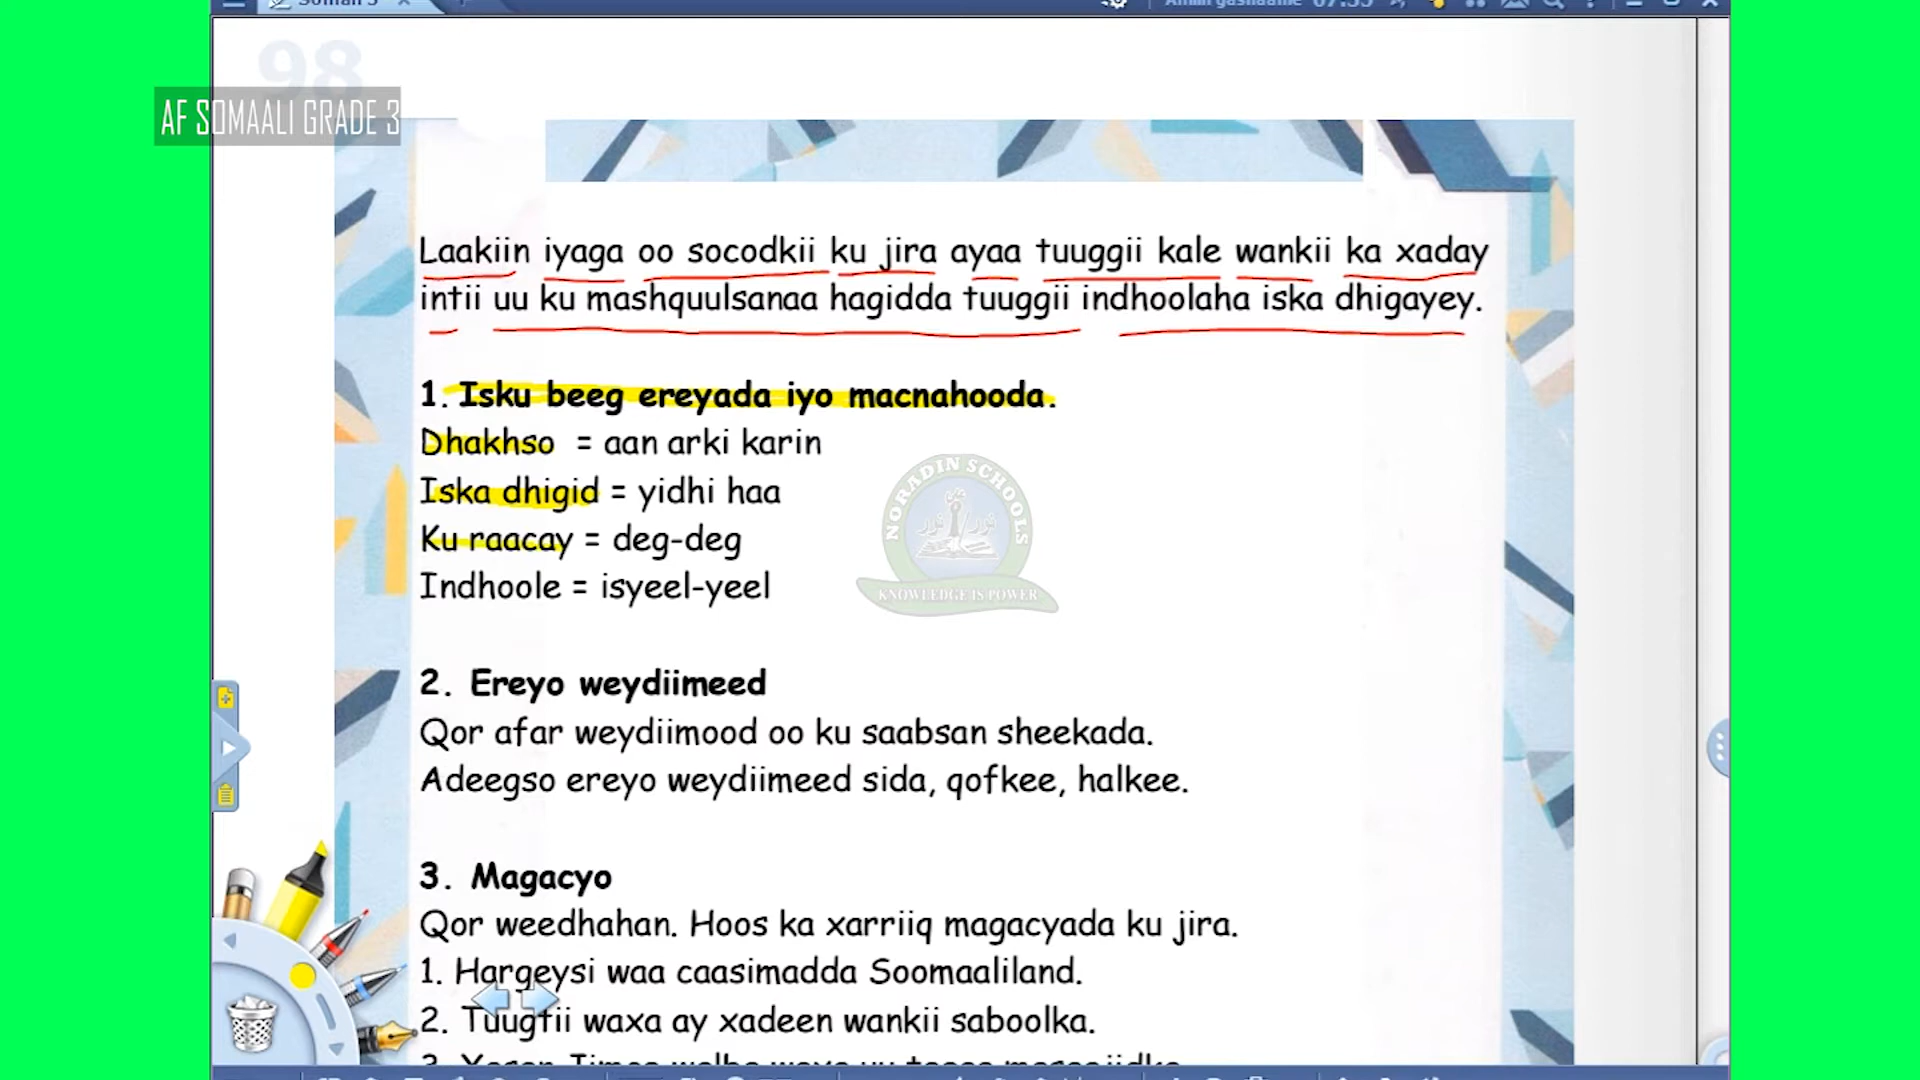 98
AF SOMAALI GRADE 3
Laakiin iyaga oo socodkii ku jira ayaa tuuggii kale wankii ka xaday
intii uu ku mashquulsanaa hagidda tuuggii indhoolaha iska dhigayey.
1. Isku beeg ereyada iyo macnahooda.
Dhakhso = aan arki karin
Iska dhigid = yidhi haa
Ku raacay = deg-deg
Indhoole = isyeel-yeel
NORADIN SCHOOLS
KNOWLEDGE IS POWER
2. Ereyo weydiimeed
Qor afar weydiimood oo ku saabsan sheekada.
Adeegso ereyo weydiimeed sida, qofkee, halkee.
3. Magacyo
Qor weedhahan. Hoos ka xarriiq magacyada ku jira.
1. Hargeysi waa caasimadda Soomaaliland.
2. Tuugtii waxa ay xadeen wankii saboolka.